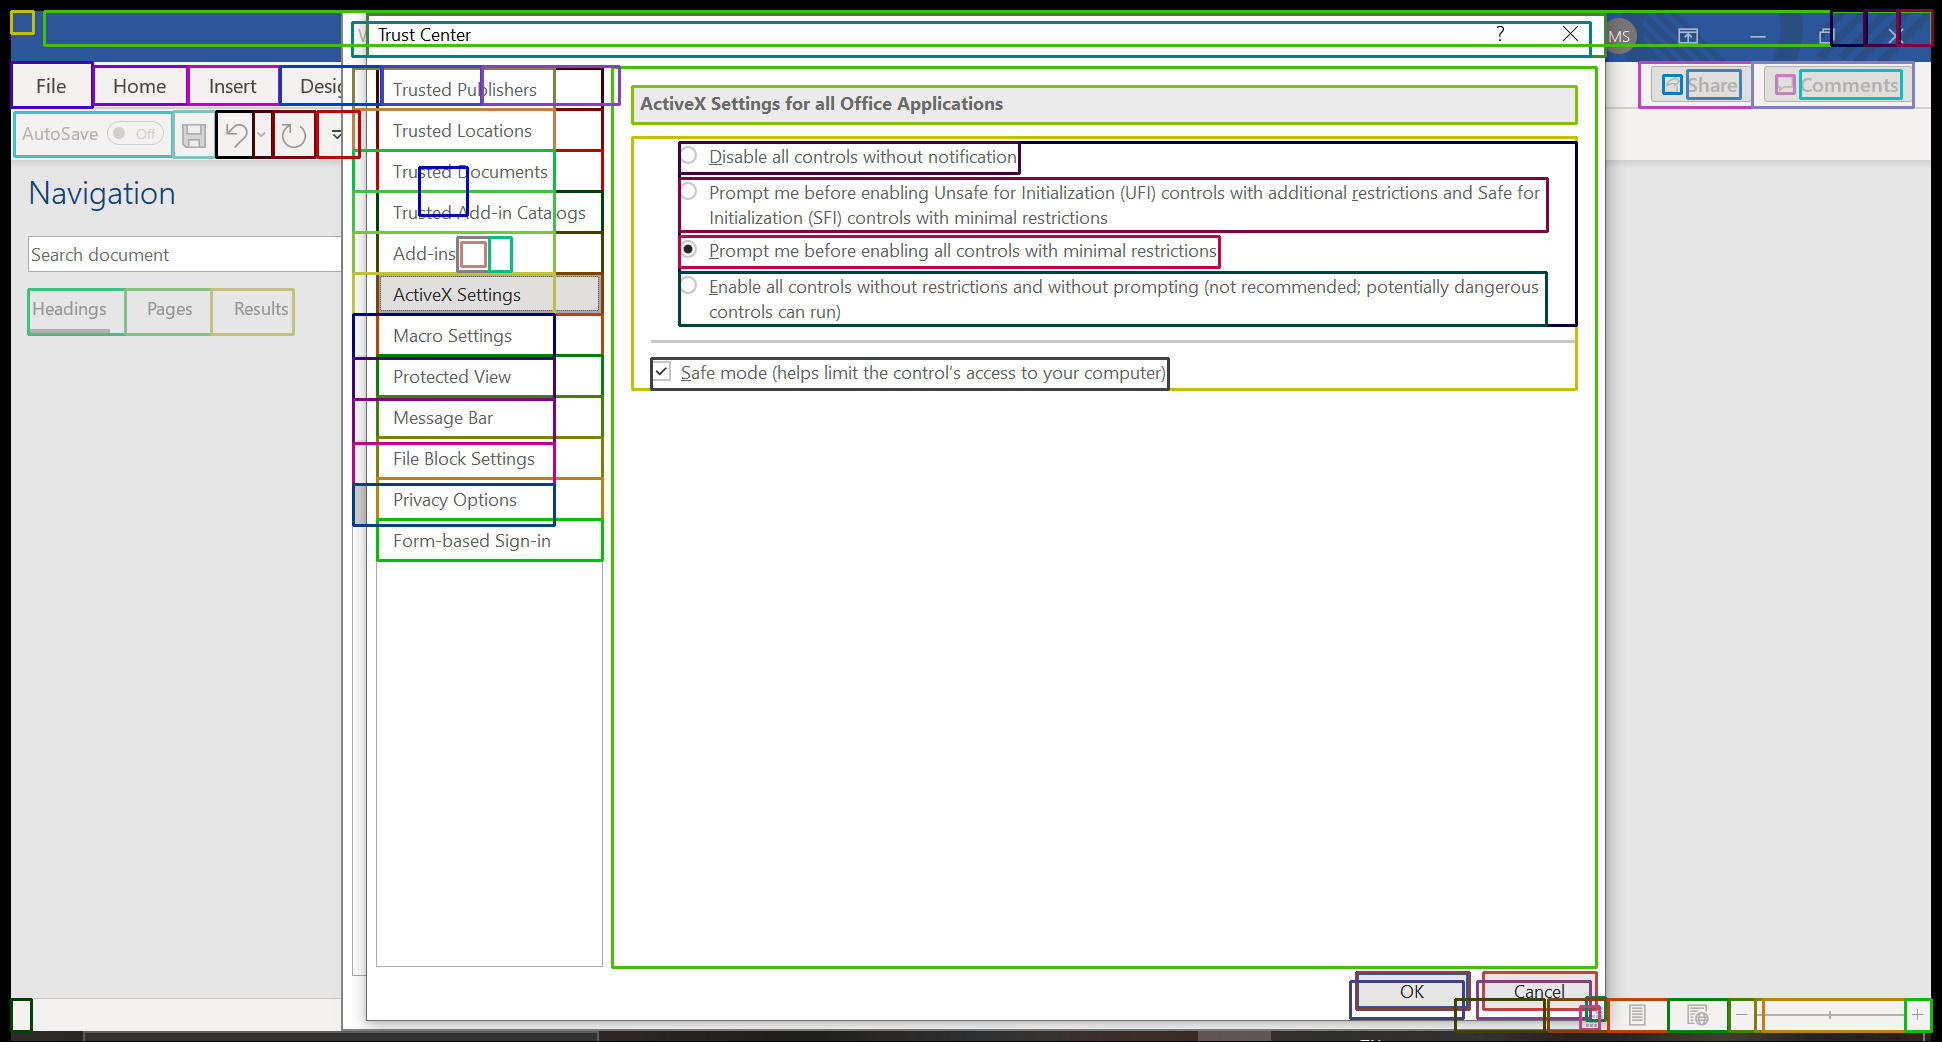 Trust Center
?
MS
File
Home
Insert
Share
Comments
AutoSave
Off
Navigation
Search document
Headings
Pages
Results
Trusted Publishers
Trusted Locations
Trusted Documents
Trusted Add-in Catalogs
Add-ins
ActiveX Settings
Macro Settings
Protected View
Message Bar
File Block Settings
Privacy Options
Form-based Sign-in
ActiveX Settings for all Office Applications
Disable all controls without notification
Prompt me before enabling Unsafe for Initialization (UFI) controls with additional restrictions and Safe for
Initialization (SFI) controls with minimal restrictions
Prompt me before enabling all controls with minimal restrictions
Enable all controls without restrictions and without prompting (not recommended; potentially dangerous
controls can run)
Safe mode (helps limit the control's access to your computer)
OK
Cancel